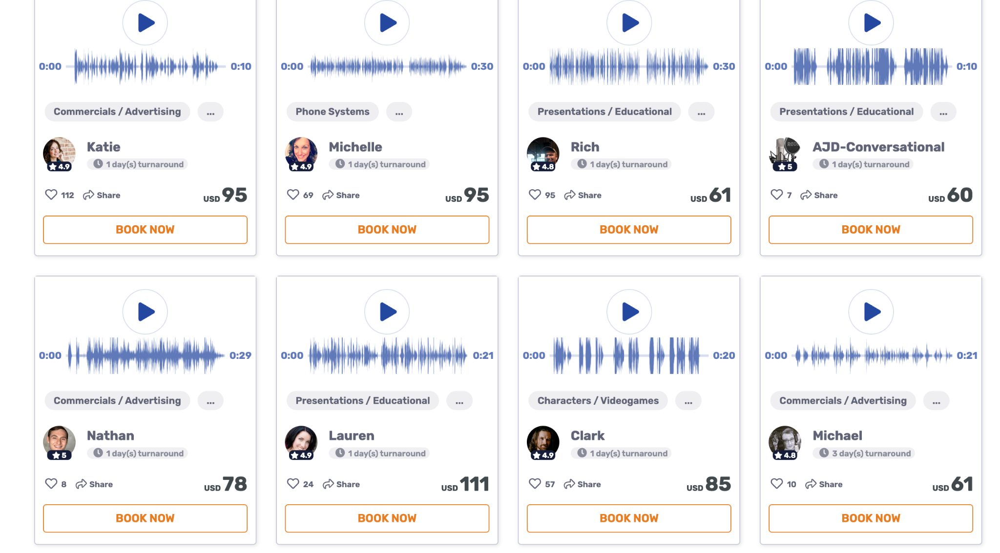 0:00 0:10
0:00 0:30
0:00 0:30
0:00 0:10
Commercials / Advertising ...
Phone Systems ...
Presentations / Educational ...
Presentations / Educational ...
Katie
1 day(s) turnaround
4.9
Michelle
1 day(s) turnaround
4.9
Rich
1 day(s) turnaround
4.8
RODE
AJD-Conversational
1 day(s) turnaround
5
112 Share USD 95
69 Share USD 95
95 Share USD 61
7 Share USD 60
BOOK NOW
BOOK NOW
BOOK NOW
BOOK NOW
0:00 0:29
0:00 0:21
0:00 0:20
0:00 0:21
Commercials / Advertising ...
Presentations / Educational ...
Characters / Videogames ...
Commercials / Advertising ...
Nathan
1 day(s) turnaround
5
Lauren
1 day(s) turnaround
4.9
Clark
1 day(s) turnaround
4.9
Michael
3 day(s) turnaround
4.8
8 Share USD 78
24 Share USD 111
57 Share USD 85
10 Share USD 61
BOOK NOW
BOOK NOW
BOOK NOW
BOOK NOW